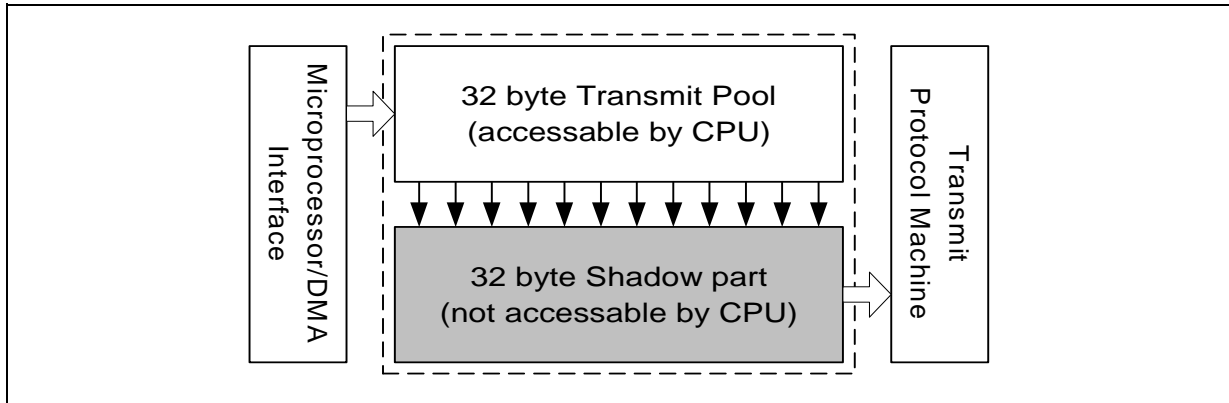 Microprocessor/DMA
Interface
32 byte Transmit Pool
(accessable by CPU)
32 byte Shadow part
(not accessable by CPU)
Transmit
Protocol Machine